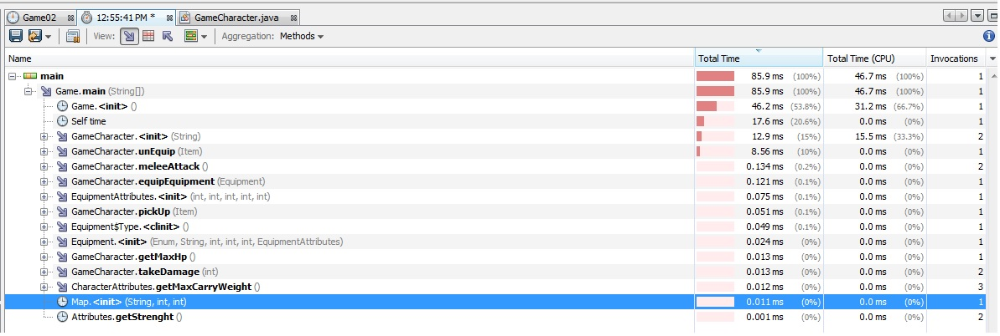 Game02 12:55:41 PM * GameCharacter.java
View: Aggregation: Methods
Name Total Time Total Time (CPU) Invocations
main 85.9 ms (100%) 46.7 ms (100%) 1
Game.main (String[]) 85.9 ms (100%) 46.7 ms (100%) 1
Game.<init> () 46.2 ms (53.8%) 31.2 ms (66.7%) 1
Self time 17.6 ms (20.6%) 0.0 ms (0%) 1
GameCharacter.<init> (String) 12.9 ms (15%) 15.5 ms (33.3%) 2
GameCharacter.unEquip (Item) 8.56 ms (10%) 0.0 ms (0%) 1
GameCharacter.meleeAttack () 0.134 ms (0.2%) 0.0 ms (0%) 2
GameCharacter.equipEquipment (Equipment) 0.121 ms (0.1%) 0.0 ms (0%) 1
EquipmentAttributes.<init> (int, int, int, int, int) 0.075 ms (0.1%) 0.0 ms (0%) 1
GameCharacter.pickUp (Item) 0.051 ms (0.1%) 0.0 ms (0%) 1
Equipment$Type.<clinit> () 0.049 ms (0.1%) 0.0 ms (0%) 1
Equipment.<init> (Enum, String, int, int, int, EquipmentAttributes) 0.024 ms (0%) 0.0 ms (0%) 1
GameCharacter.getMaxHp () 0.013 ms (0%) 0.0 ms (0%) 1
GameCharacter.takeDamage (int) 0.013 ms (0%) 0.0 ms (0%) 2
CharacterAttributes.getMaxCarryWeight () 0.012 ms (0%) 0.0 ms (0%) 3
Map.<init> (String, int, int) 0.011 ms (0%) 0.0 ms (0%) 1
Attributes.getStrenght () 0.001 ms (0%) 0.0 ms (0%) 2